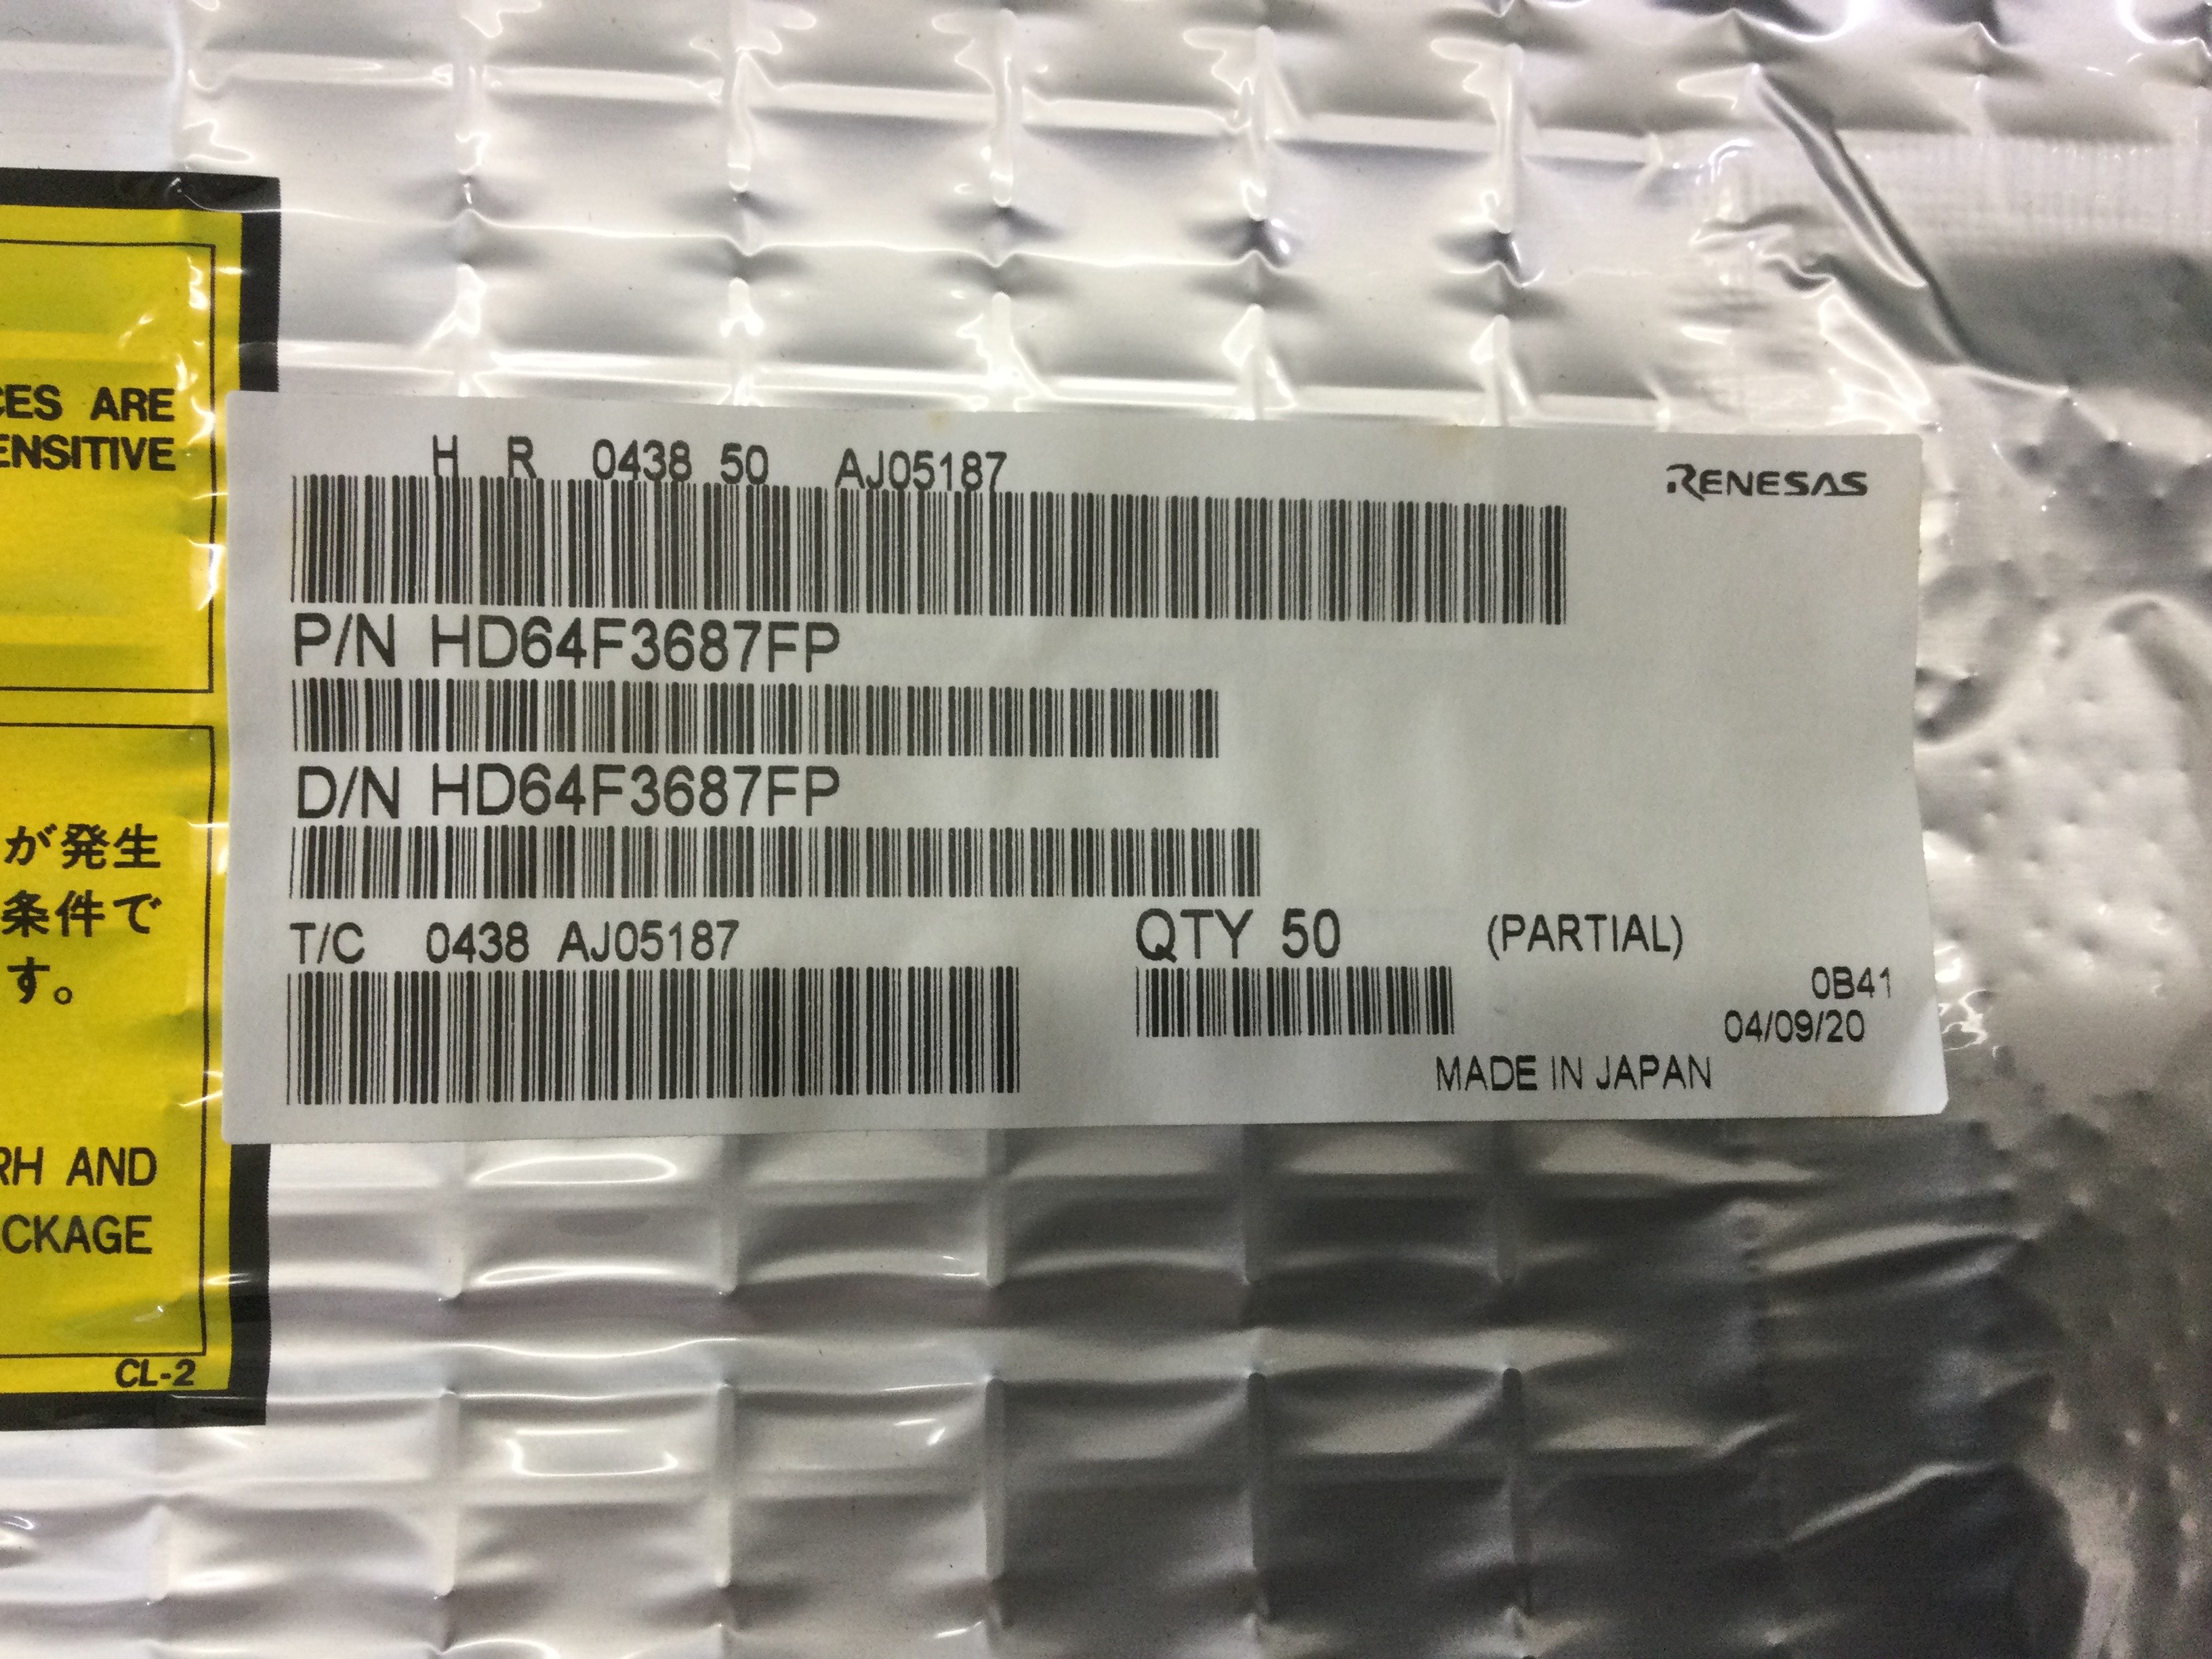 CES ARE
ENSITIVE
が発生
条件で
す。
RH AND
CKAGE
CL-2
H R 0438 50 AJ05187
RENESAS
P/N HD64F3687FP
D/N HD64F3687FP
T/C 0438 AJ05187
QTY 50 (PARTIAL)
0B41
04/09/20
MADE IN JAPAN